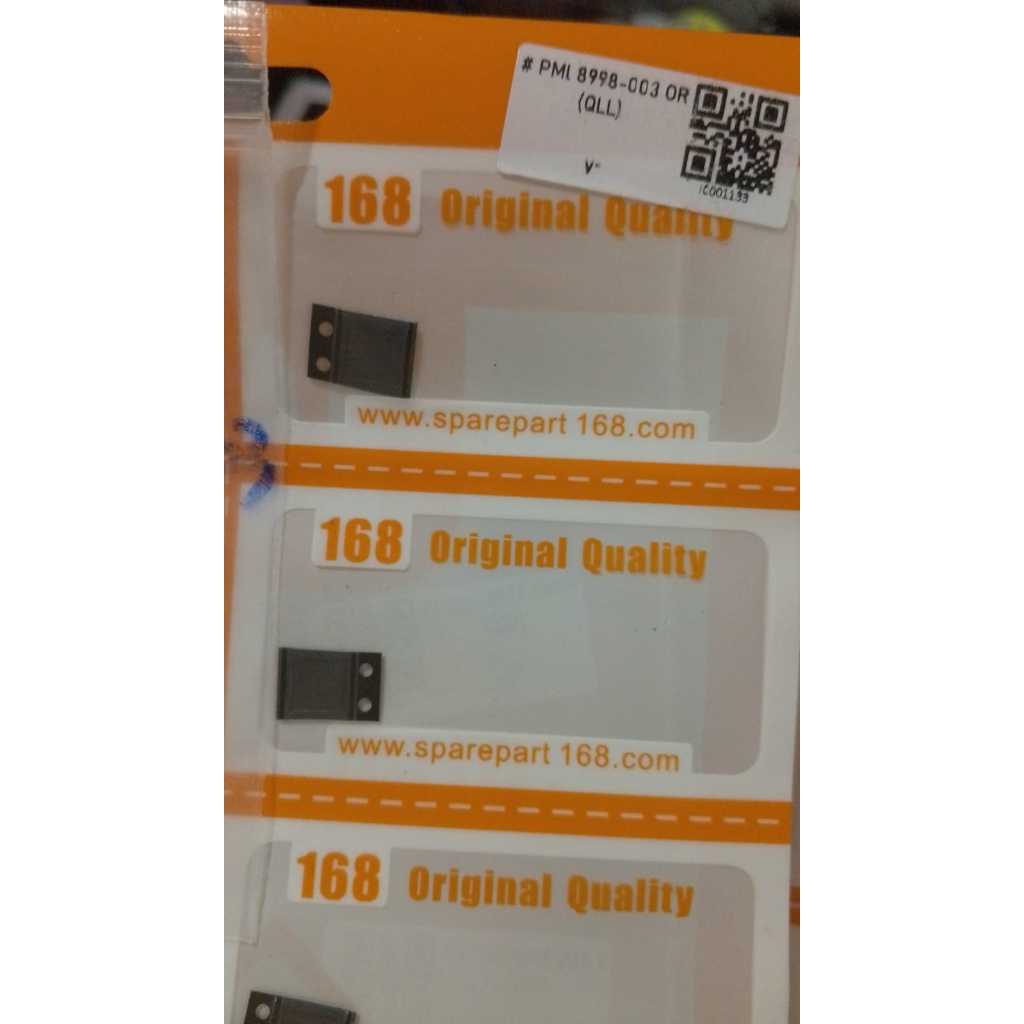 # PMI 8998-003 OR
(QLL)
V-
IC001133
168 Original Quality
www.sparepart 168.com
168 Original Quality
www.sparepart 168.com
168 Original Quality